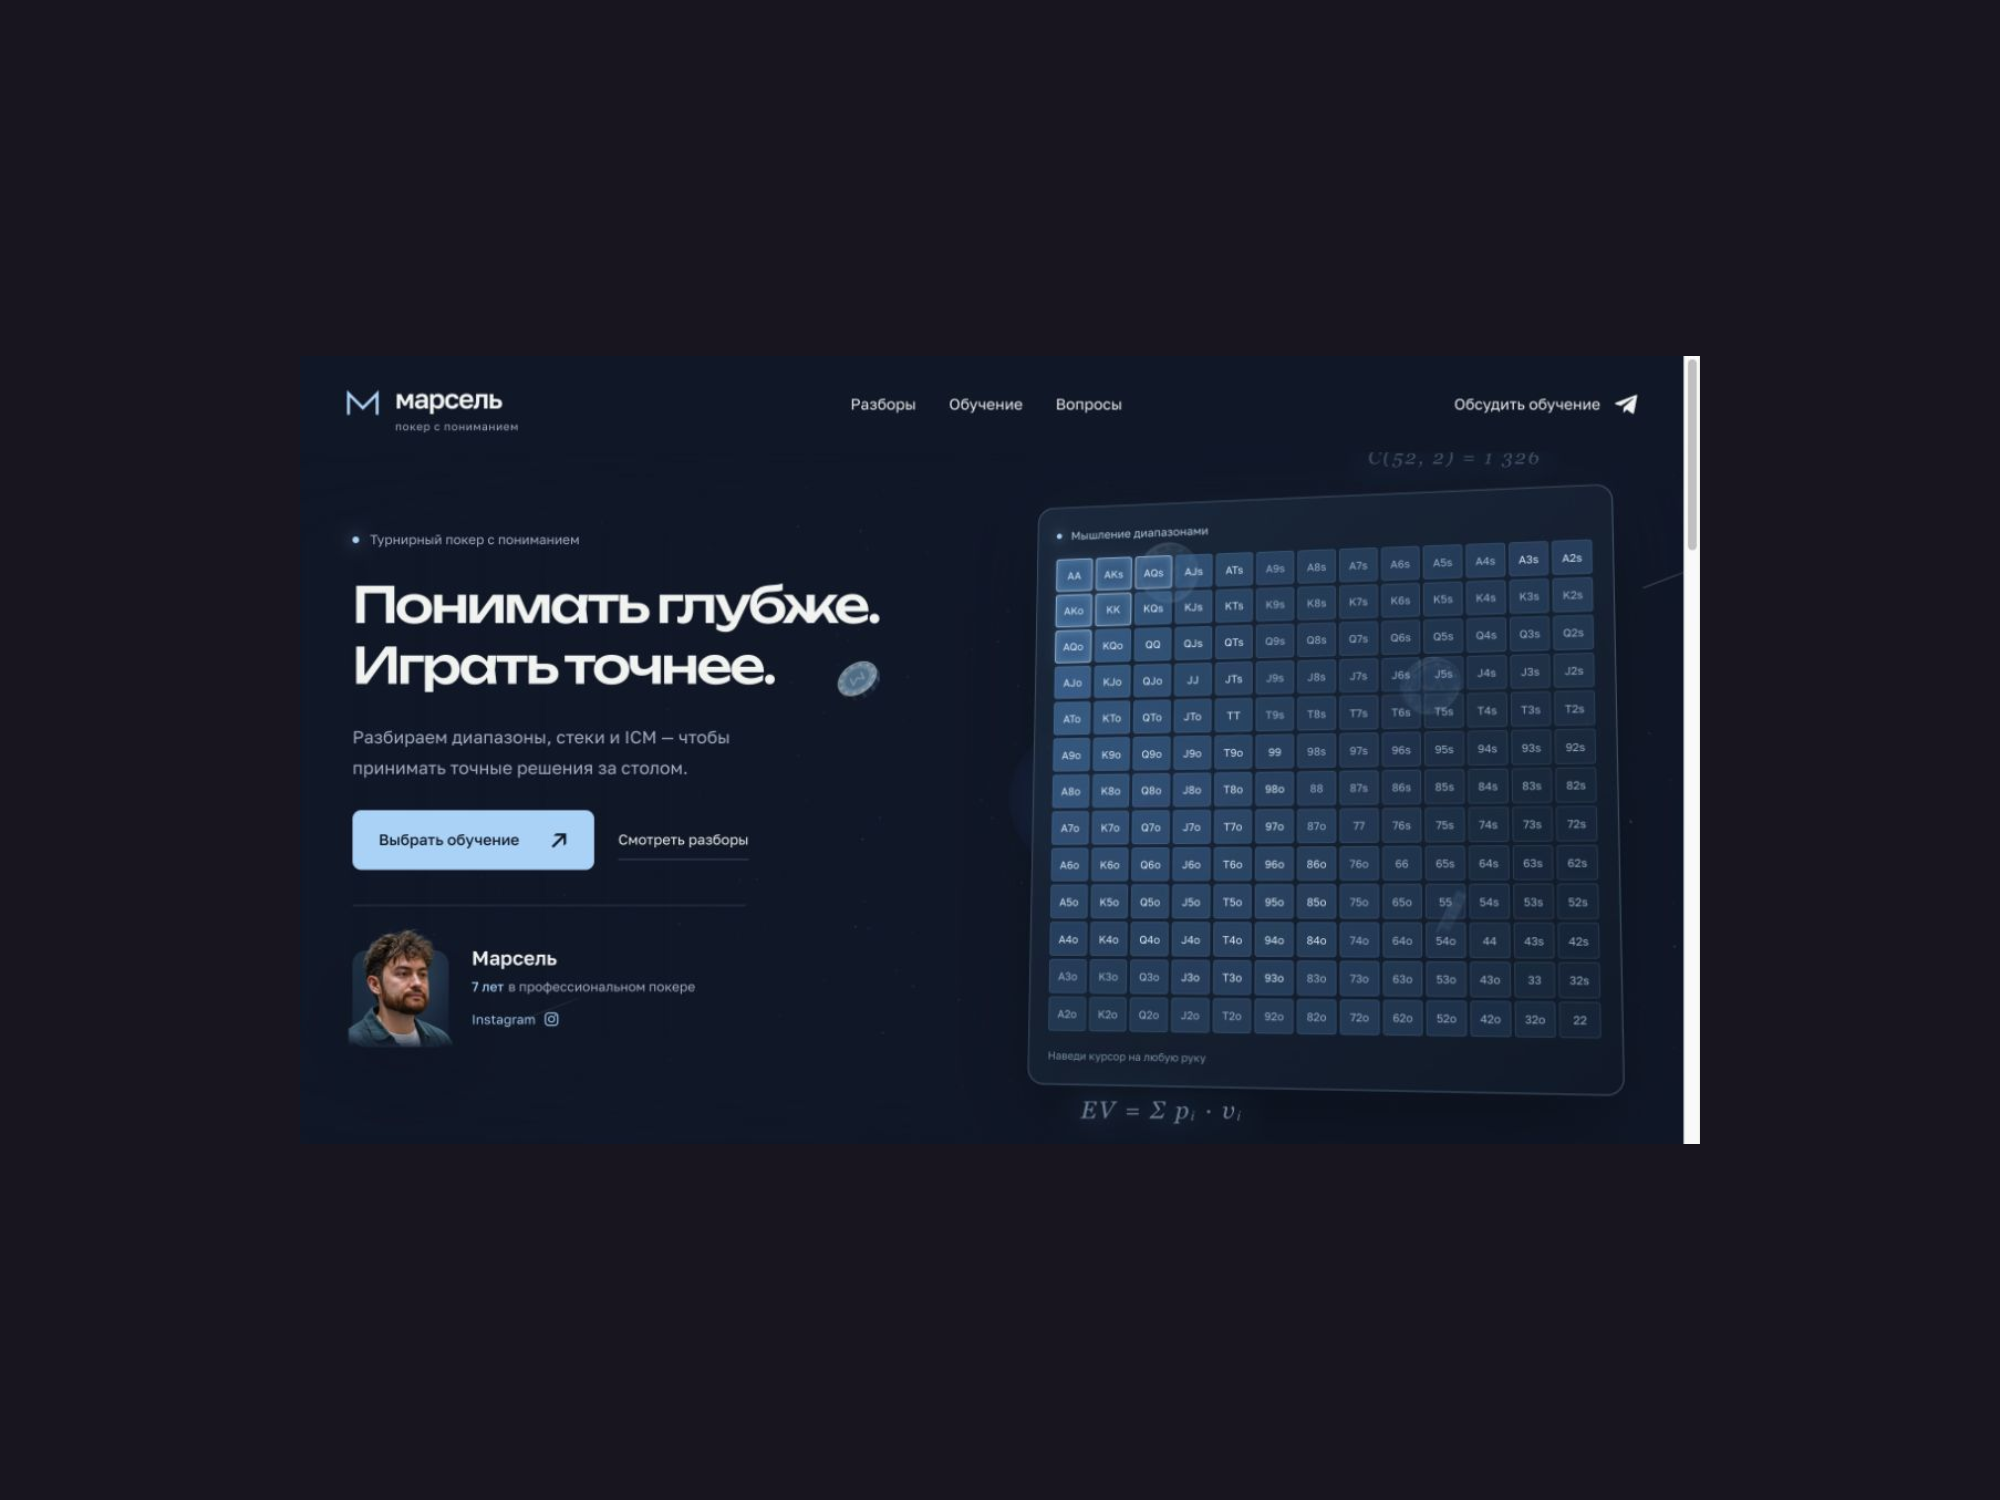 марсель
покер с пониманием
Разборы Обучение Вопросы
Обсудить обучение
C(52, 2) = 1 326
Турнирный покер с пониманием
Понимать глубже.
Играть точнее.
Разбираем диапазоны, стеки и ICM — чтобы
принимать точные решения за столом.
Выбрать обучение
Смотреть разборы
Марсель
7 лет в профессиональном покере
Instagram
Мышление диапазонами
AA AKs AQs AJs ATs A9s A8s A7s A6s A5s A4s A3s A2s
AKo KK KQs KJs KTs K9s K8s K7s K6s K5s K4s K3s K2s
AQo KQo QQ QJs QTs Q9s Q8s Q7s Q6s Q5s Q4s Q3s Q2s
AJo KJo QJo JJ JTs J9s J8s J7s J6s J5s J4s J3s J2s
ATo KTo QTo JTo TT T9s T8s T7s T6s T5s T4s T3s T2s
A9o K9o Q9o J9o T9o 99 98s 97s 96s 95s 94s 93s 92s
A8o K8o Q8o J8o T8o 98o 88 87s 86s 85s 84s 83s 82s
A7o K7o Q7o J7o T7o 97o 87o 77 76s 75s 74s 73s 72s
A6o K6o Q6o J6o T6o 96o 86o 76o 66 65s 64s 63s 62s
A5o K5o Q5o J5o T5o 95o 85o 75o 65o 55 54s 53s 52s
A4o K4o Q4o J4o T4o 94o 84o 74o 64o 54o 44 43s 42s
A3o K3o Q3o J3o T3o 93o 83o 73o 63o 53o 43o 33 32s
A2o K2o Q2o J2o T2o 92o 82o 72o 62o 52o 42o 32o 22
Наведи курсор на любую руку
EV = Σ pᵢ · vᵢ